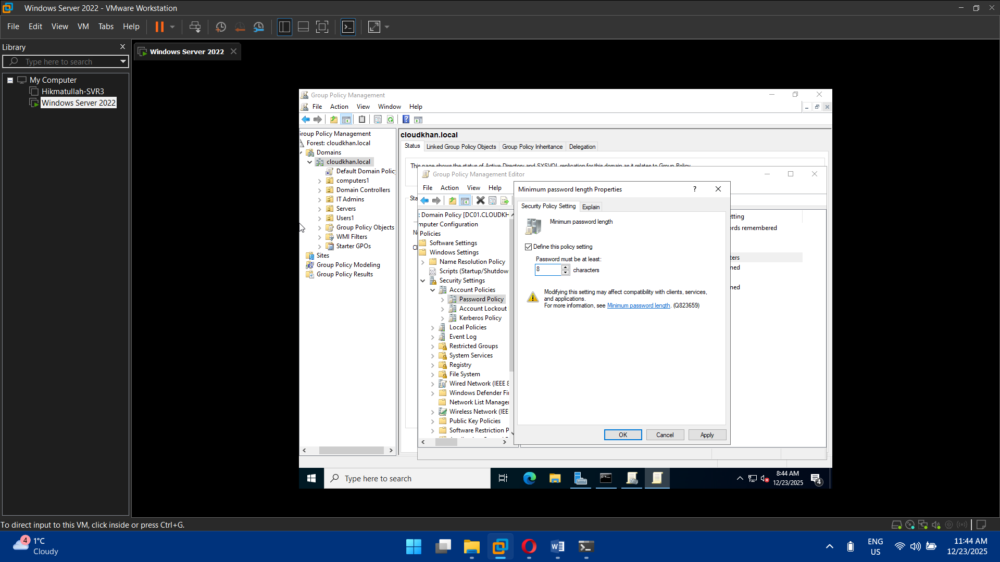 Windows Server 2022 - VMware Workstation
File Edit View VM Tabs Help
Library
Type here to search
My Computer
Hikmatullah-SVR3
Windows Server 2022
Windows Server 2022
Group Policy Management
File Action View Window Help
Group Policy Management
Forest: cloudkhan.local
Domains
cloudkhan.local
Default Domain Polic
computers1
Domain Controllers
IT Admins
Servers
Users1
Group Policy Objects
WMI Filters
Starter GPOs
Sites
Group Policy Modeling
Group Policy Results
cloudkhan.local
Status Linked Group Policy Objects Group Policy Inheritance Delegation
This page shows the status of Active Directory and SYSVOL replication for this domain as it relates to Group Policy.
Sta
N
Cl
Group Policy Management Editor
File Action View Help
t Domain Policy [DC01.CLOUDKH
mputer Configuration
Policies
Software Settings
Windows Settings
Name Resolution Policy
Scripts (Startup/Shutdow
Security Settings
Account Policies
Password Policy
Account Lockout
Kerberos Policy
Local Policies
Event Log
Restricted Groups
System Services
Registry
File System
Wired Network (IEEE 8
Windows Defender Fi
Network List Manager
Wireless Network (IEE
Public Key Policies
Software Restriction P
etting
ords remembered
ters
ned
ned
Minimum password length Properties
?
Security Policy Setting Explain
Minimum password length
Define this policy setting
Password must be at least:
8 characters
Modifying this setting may affect compatibility with clients, services,
and applications.
For more information, see Minimum password length. (Q823659)
OK Cancel Apply
Type here to search
8:44 AM
12/23/2025
4
To direct input to this VM, click inside or press Ctrl+G.
4
1°C
Cloudy
ENG
US
11:44 AM
12/23/2025